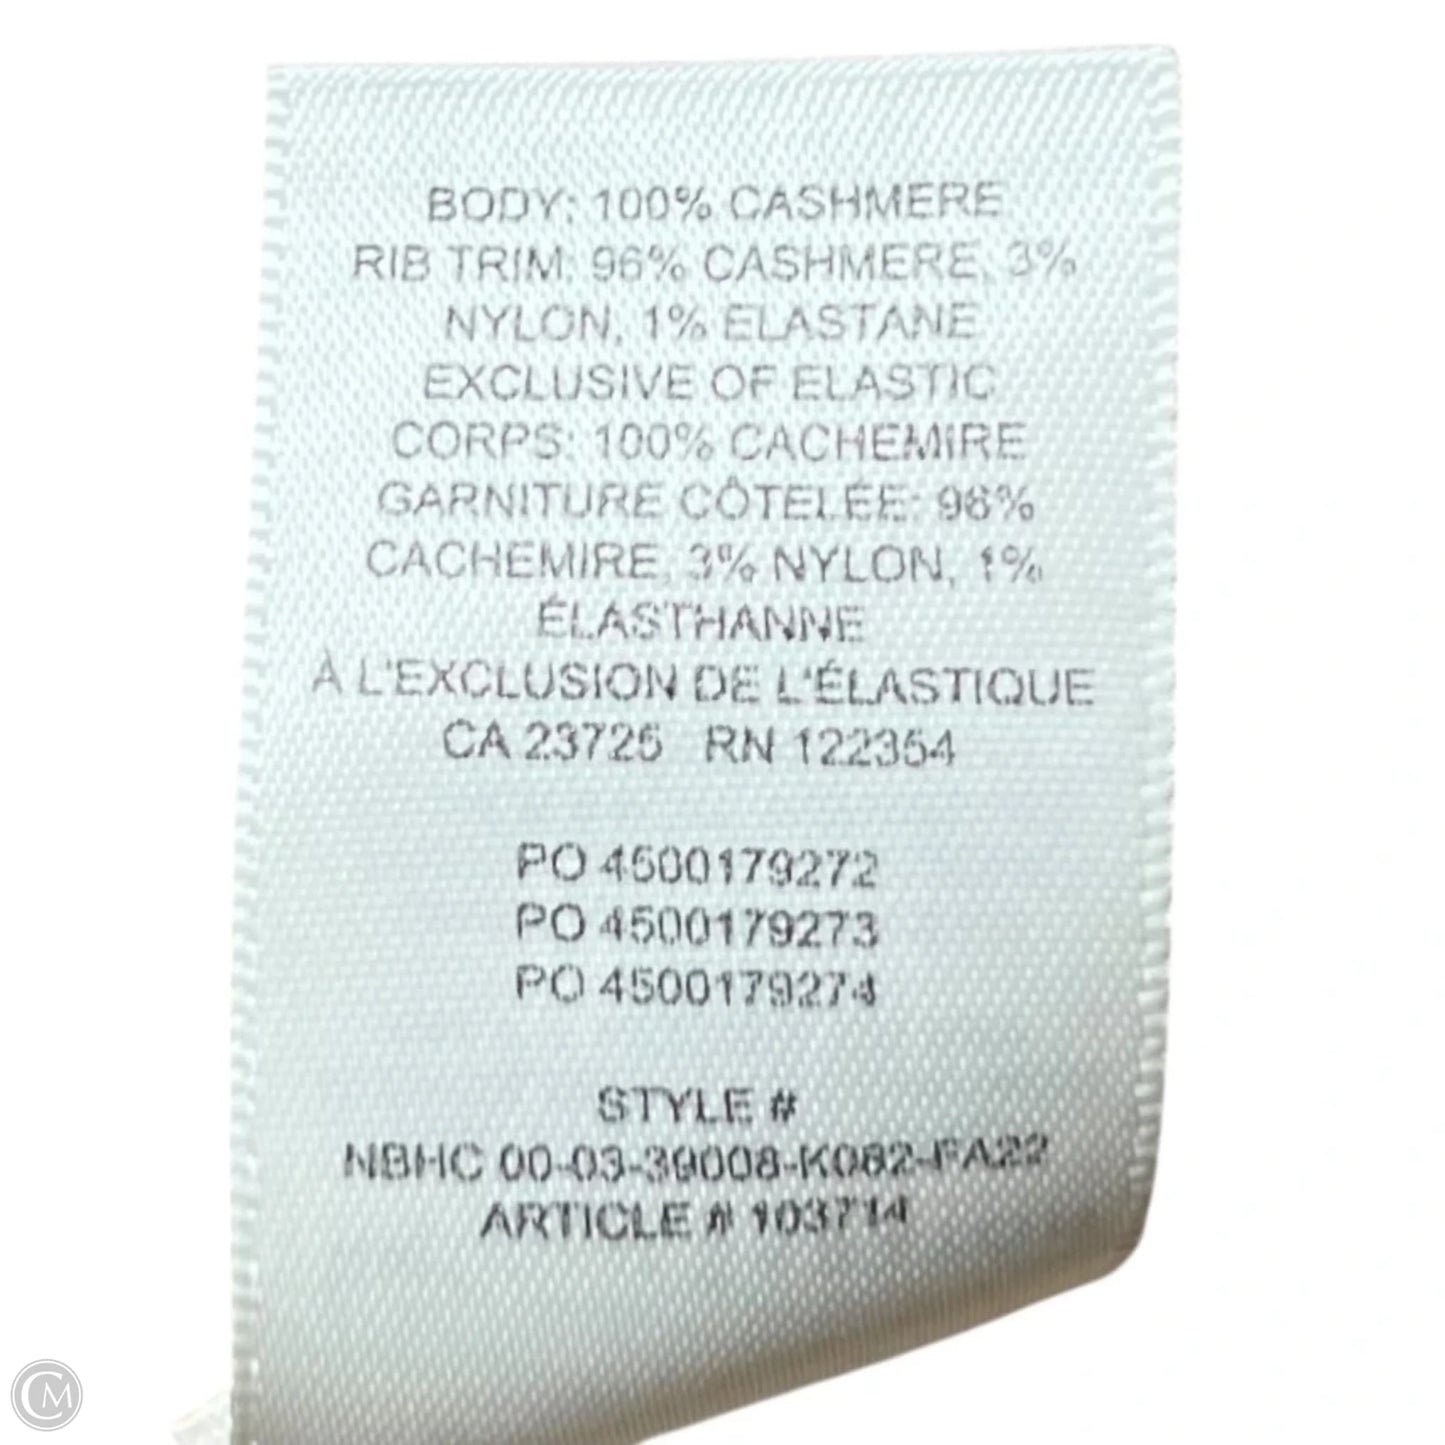 BODY: 100% CASHMERE
RIB TRIM: 96% CASHMERE, 3%
NYLON, 1% ELASTANE
EXCLUSIVE OF ELASTIC
CORPS: 100% CACHEMIRE
GARNITURE CÔTELÉE: 96%
CACHEMIRE, 3% NYLON, 1%
ÉLASTHANNE
À L'EXCLUSION DE L'ÉLASTIQUE
CA 23725 RN 122354
PO 4500179272
PO 4500179273
PO 4500179274
STYLE #
NBHC 00-03-39008-K082-FA22
ARTICLE # 103714
CM